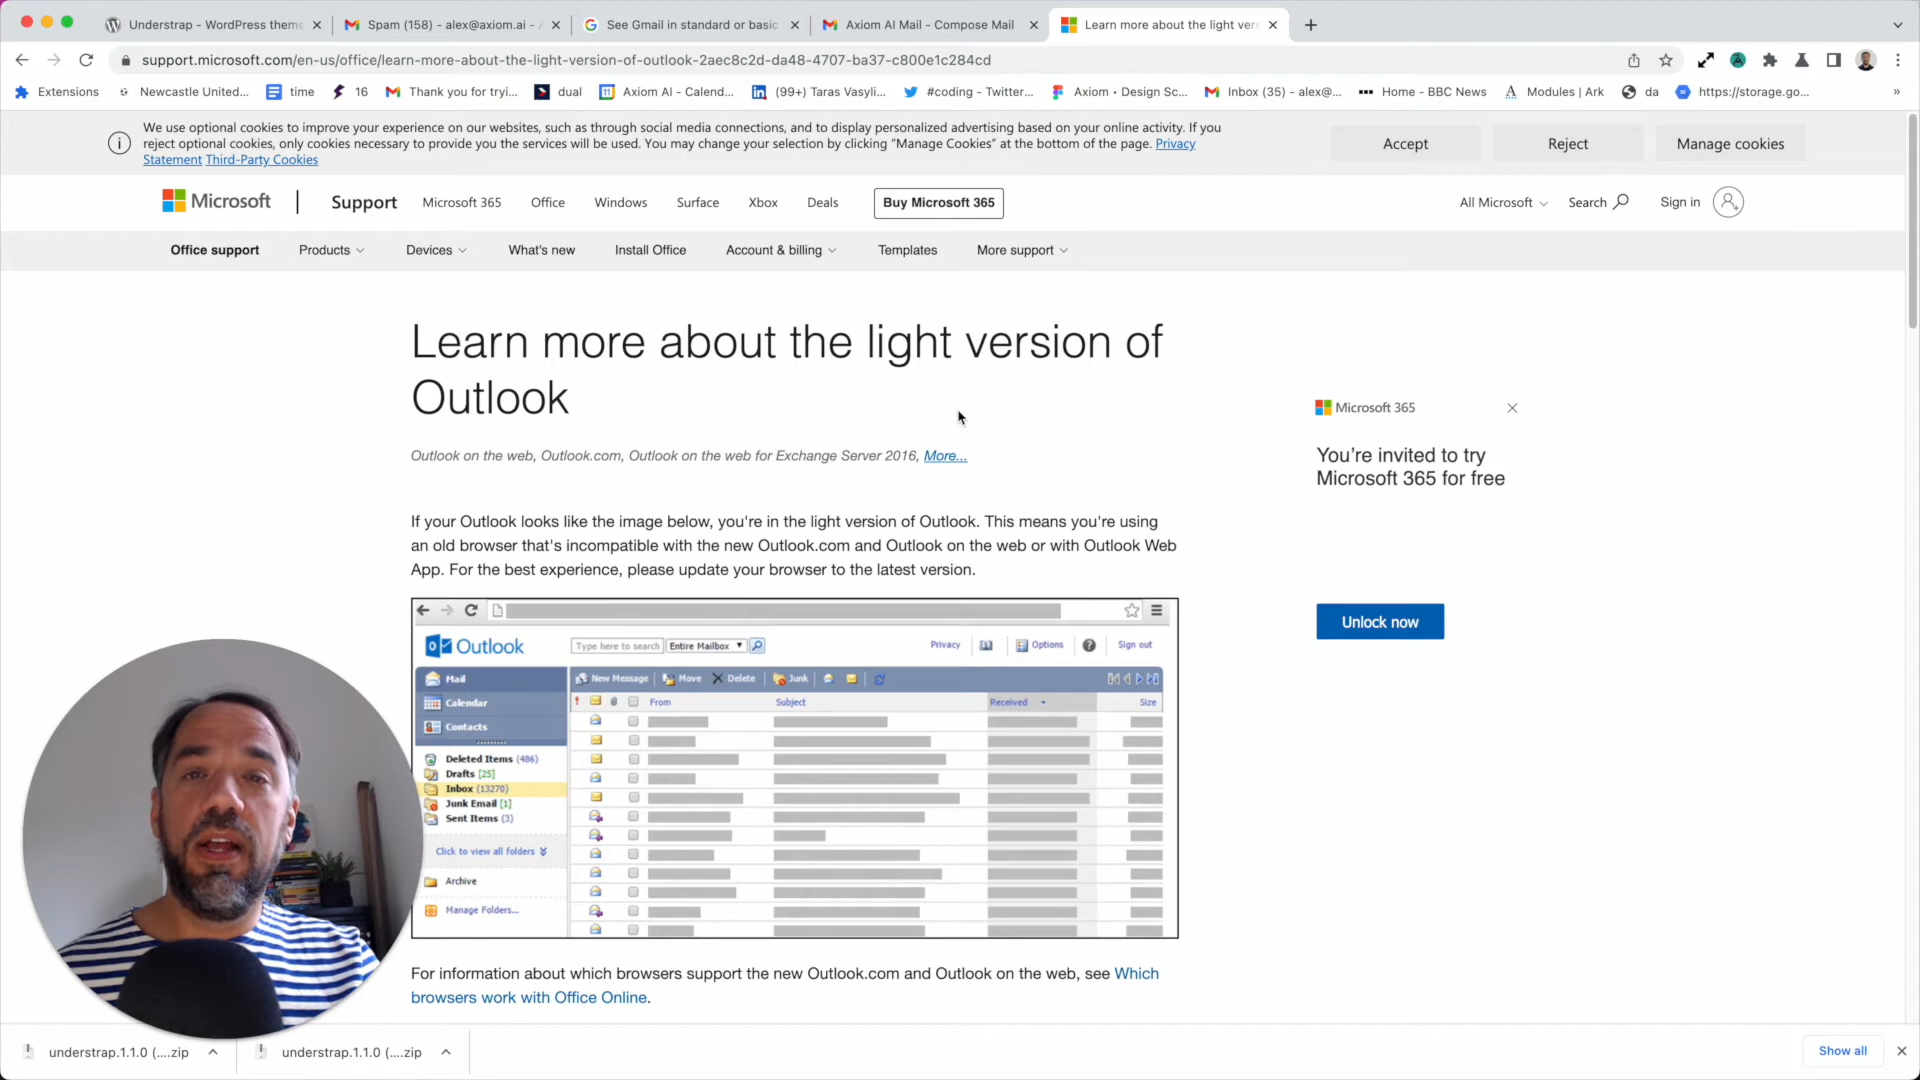 Understrap - WordPress theme
Spam (158) - alex@axiom.ai -
See Gmail in standard or basic
Axiom AI Mail - Compose Mail
Learn more about the light ver
support.microsoft.com/en-us/office/learn-more-about-the-light-version-of-outlook-2aec8c2d-da48-4707-ba37-c800e1c284cd
Extensions
Newcastle United...
time
16
Thank you for tryi...
dual
Axiom AI - Calend...
(99+) Taras Vasyli...
#coding - Twitter...
Axiom • Design Sc...
Inbox (35) - alex@...
Home - BBC News
Modules | Ark
da
https://storage.go...
»
We use optional cookies to improve your experience on our websites, such as through social media connections, and to display personalized advertising based on your online activity. If you
reject optional cookies, only cookies necessary to provide you the services will be used. You may change your selection by clicking “Manage Cookies” at the bottom of the page. Privacy
Statement Third-Party Cookies
Accept
Reject
Manage cookies
Microsoft
Support
Microsoft 365
Office
Windows
Surface
Xbox
Deals
Buy Microsoft 365
All Microsoft
Search
Sign in
Office support
Products
Devices
What's new
Install Office
Account & billing
Templates
More support
Learn more about the light version of
Outlook
Outlook on the web, Outlook.com, Outlook on the web for Exchange Server 2016, More...
Microsoft 365
You’re invited to try
Microsoft 365 for free
Unlock now
If your Outlook looks like the image below, you're in the light version of Outlook. This means you're using
an old browser that's incompatible with the new Outlook.com and Outlook on the web or with Outlook Web
App. For the best experience, please update your browser to the latest version.
Outlook
Type here to search
Entire Mailbox
Privacy
Options
Sign out
Mail
Calendar
Contacts
New Message
Move
Delete
Junk
From
Subject
Received
Size
Deleted Items (486)
Drafts [25]
Inbox (13270)
Junk Email [1]
Sent Items (3)
Click to view all folders
Archive
Manage Folders...
For information about which browsers support the new Outlook.com and Outlook on the web, see Which
browsers work with Office Online.
understrap.1.1.0 (....zip
understrap.1.1.0 (....zip
Show all